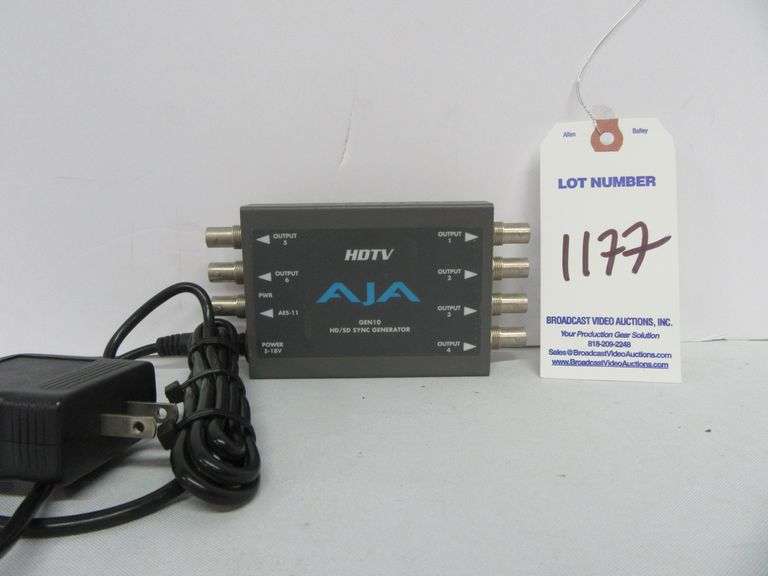 OUTPUT
5
OUTPUT
6
PWR
AES-11
POWER
5-18V
HDTV
AJA
GEN10
HD/SD SYNC GENERATOR
OUTPUT
1
OUTPUT
2
OUTPUT
3
OUTPUT
4
Allen Bailey
LOT NUMBER
1177
BROADCAST VIDEO AUCTIONS, INC.
Your Production Gear Solution
818-209-2248
Sales@BroadcastVideoAuctions.com
www.BroadcastVideoAuctions.com